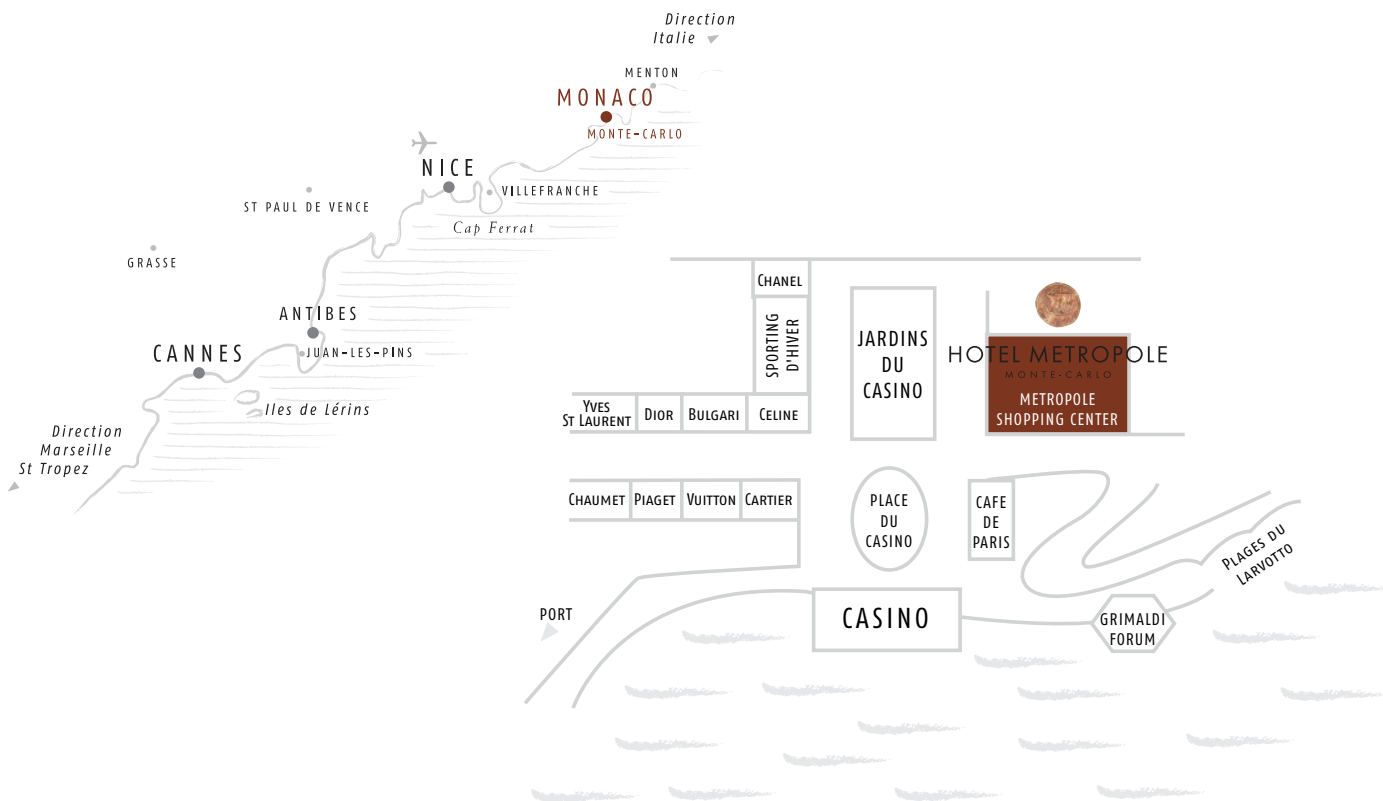 Direction
Italie
MENTON
MONACO
MONTE-CARLO
NICE
VILLEFRANCHE
ST PAUL DE VENCE
Cap Ferrat
GRASSE
ANTIBES
JUAN-LES-PINS
CANNES
Iles de Lérins
Direction
Marseille
St Tropez
CHANEL
SPORTING
D'HIVER
JARDINS
DU
CASINO
HOTEL METROPOLE
MONTE-CARLO
METROPOLE
SHOPPING CENTER
YVES
ST LAURENT
DIOR
BULGARI
CELINE
CHAUMET
PIAGET
VUITTON
CARTIER
PLACE
DU
CASINO
CAFE
DE
PARIS
PLAGES DU
LARVOTTO
PORT
CASINO
GRIMALDI
FORUM